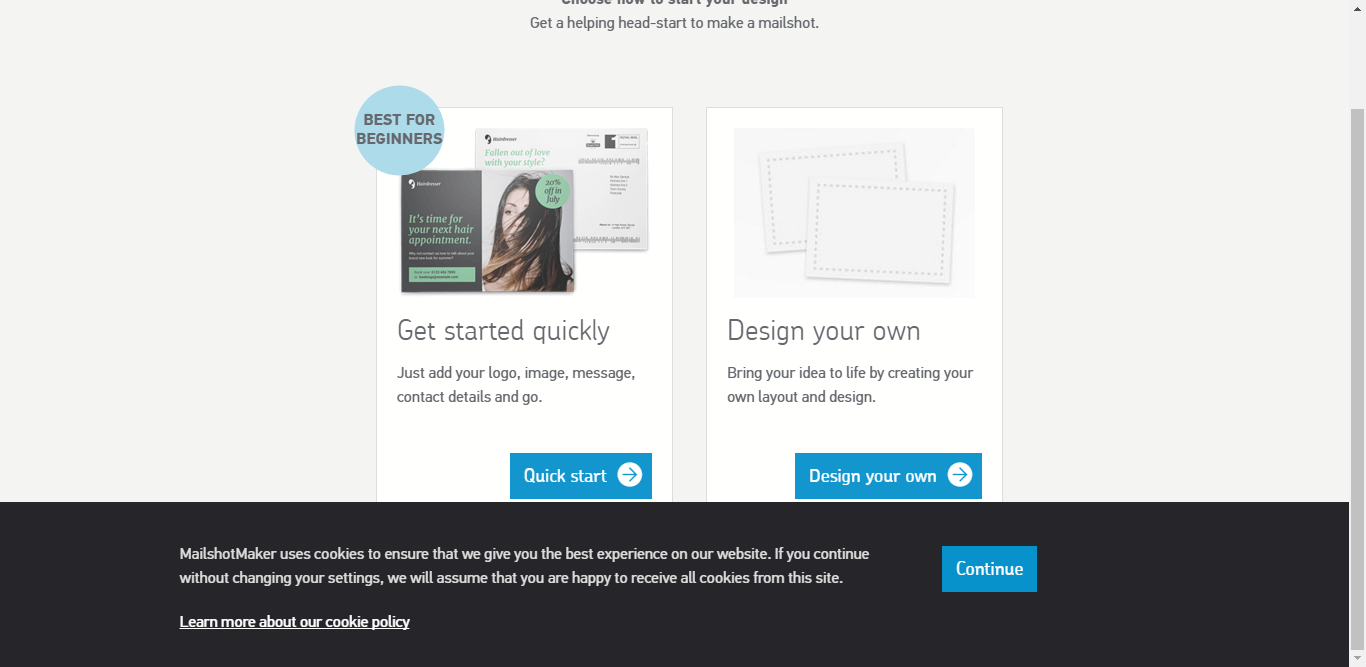 Choose how to start your design
Get a helping head-start to make a mailshot.
BEST FOR
BEGINNERS
Hairdresser
Fallen out of love
with your style?
Hairdresser
20%
off in
July
It's time for
your next hair
appointment.
Get started quickly
Just add your logo, image, message,
contact details and go.
Quick start
Design your own
Bring your idea to life by creating your
own layout and design.
Design your own
MailshotMaker uses cookies to ensure that we give you the best experience on our website. If you continue
without changing your settings, we will assume that you are happy to receive all cookies from this site.
Continue
Learn more about our cookie policy